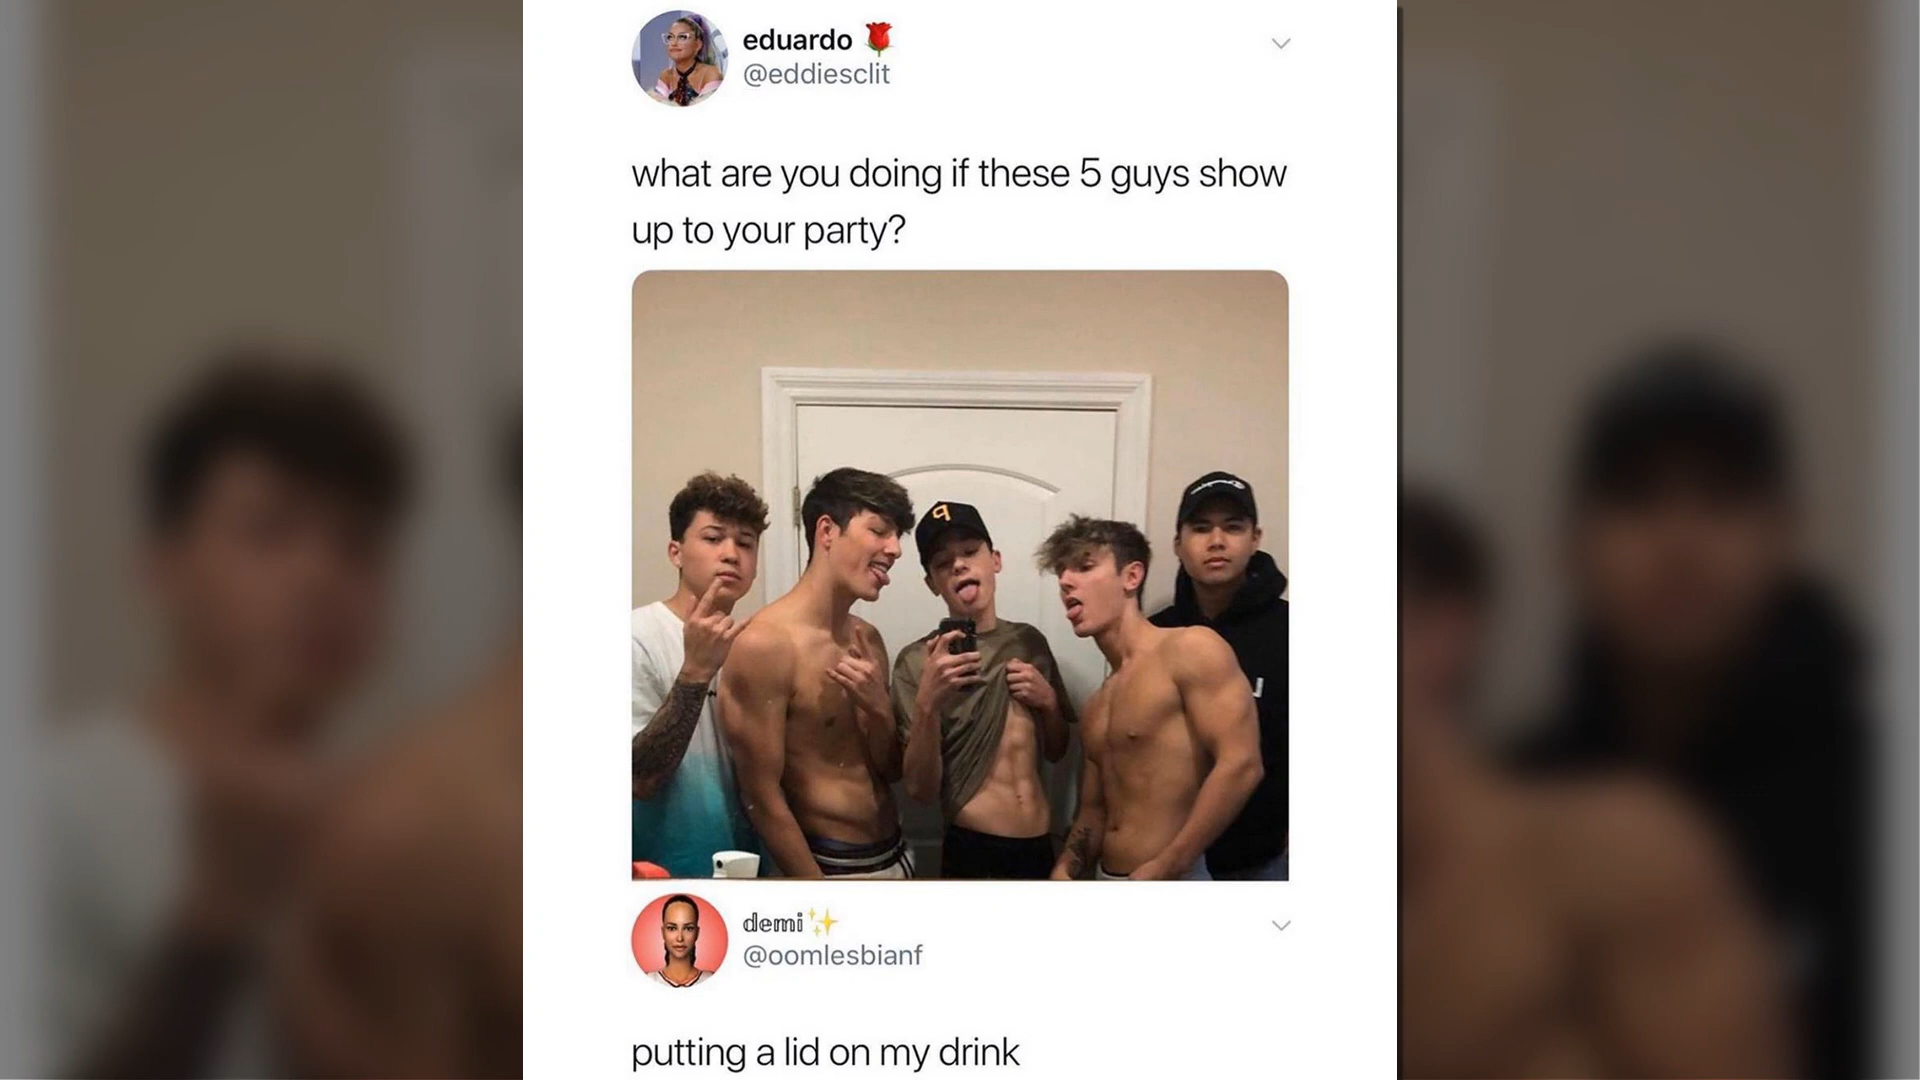 eduardo 🌹
@eddiesclit
what are you doing if these 5 guys show
up to your party?
demi✨
@oomlesbianf
putting a lid on my drink